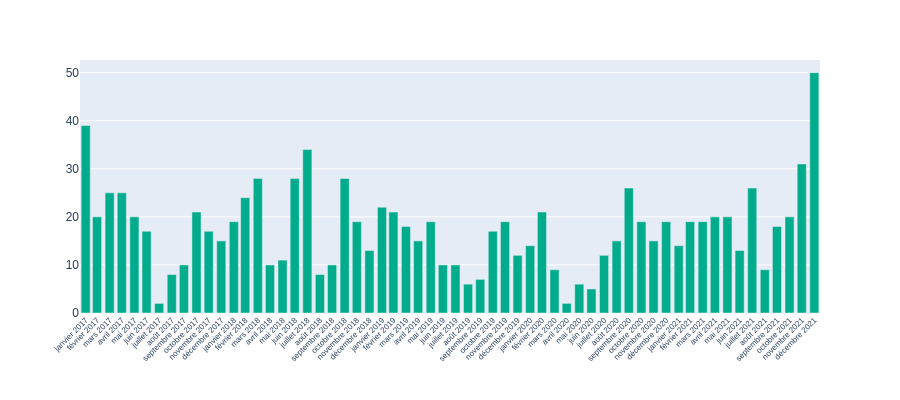 50
40
30
20
10
0
janvier 2017
février 2017
mars 2017
avril 2017
mai 2017
juin 2017
juillet 2017
août 2017
septembre 2017
octobre 2017
novembre 2017
décembre 2017
janvier 2018
février 2018
mars 2018
avril 2018
mai 2018
juin 2018
juillet 2018
août 2018
septembre 2018
octobre 2018
novembre 2018
décembre 2018
janvier 2019
février 2019
mars 2019
avril 2019
mai 2019
juin 2019
juillet 2019
août 2019
septembre 2019
octobre 2019
novembre 2019
décembre 2019
janvier 2020
février 2020
mars 2020
avril 2020
mai 2020
juin 2020
juillet 2020
août 2020
septembre 2020
octobre 2020
novembre 2020
décembre 2020
janvier 2021
février 2021
mars 2021
avril 2021
mai 2021
juin 2021
juillet 2021
août 2021
septembre 2021
octobre 2021
novembre 2021
décembre 2021